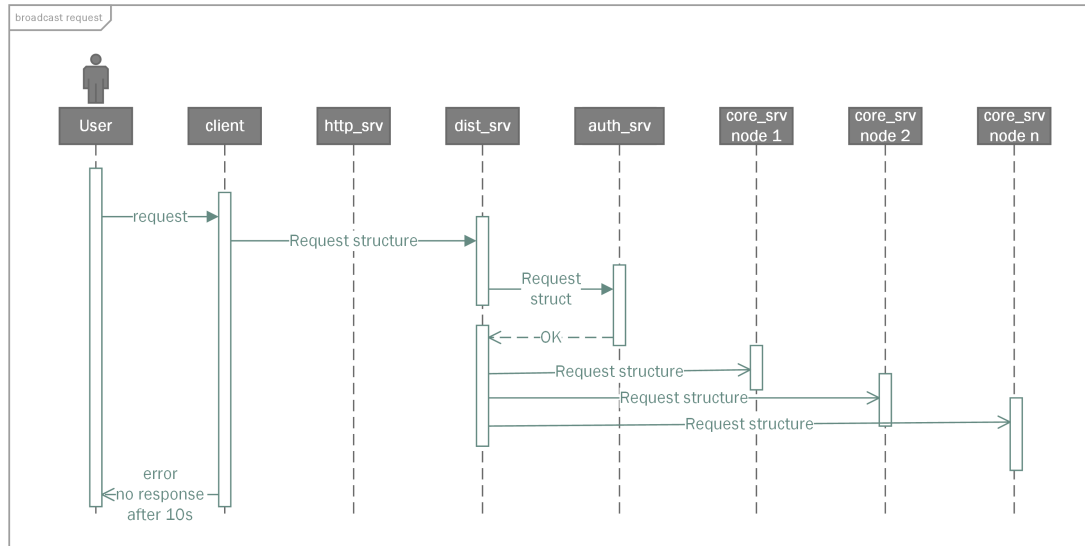 broadcast request
User
client
http_srv
dist_srv
auth_srv
core_srv
node 1
core_srv
node 2
core_srv
node n
request
Request structure
Request
struct
OK
Request structure
Request structure
Request structure
error
no response
after 10s